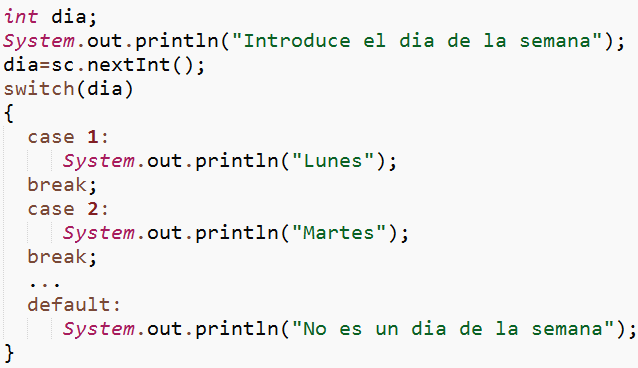 int dia;
System.out.println("Introduce el dia de la semana");
dia=sc.nextInt();
switch(dia)
{
case 1:
System.out.println("Lunes");
break;
case 2:
System.out.println("Martes");
break;
...
default:
System.out.println("No es un dia de la semana");
}